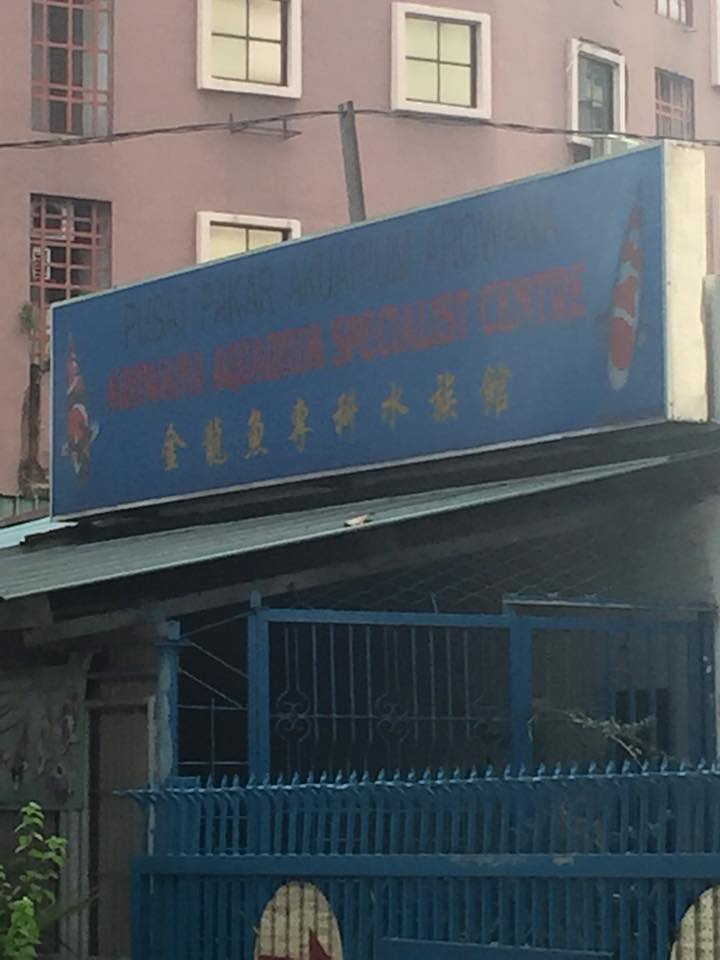 PUSAT PAKAR AKUARIUM AROWANA
AROWANA AQUARIUM SPECIALIST CENTRE
金龍魚專科水族館